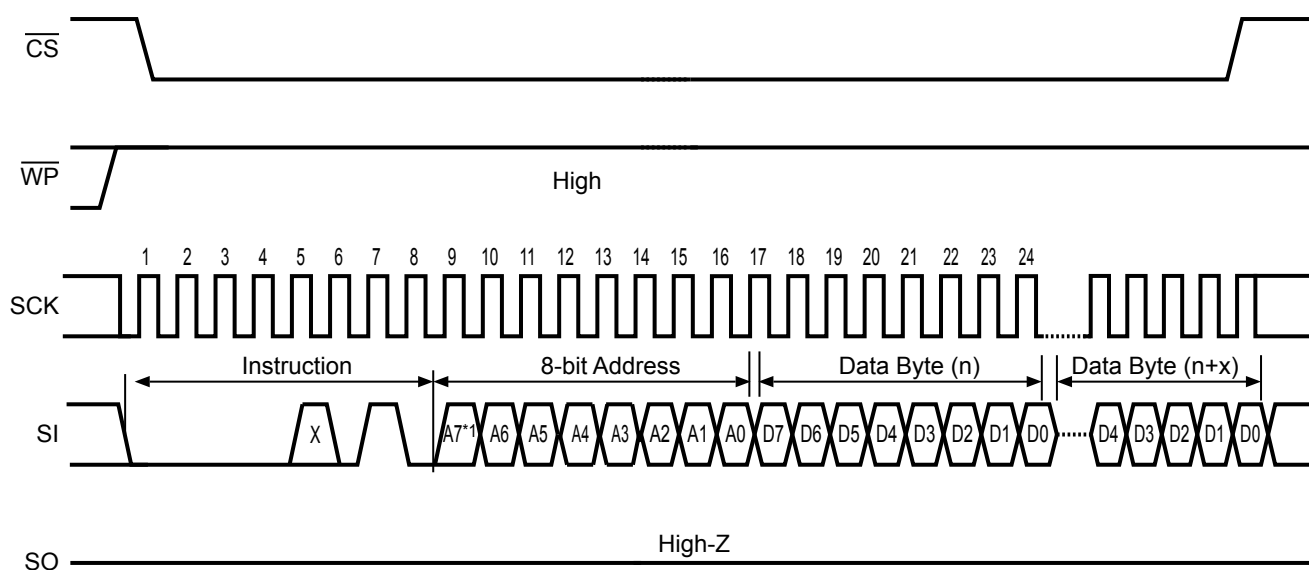 CS
WP
High
1 2 3 4 5 6 7 8 9 10 11 12 13 14 15 16 17 18 19 20 21 22 23 24
SCK
Instruction 8-bit Address Data Byte (n) Data Byte (n+x)
SI X A7*1 A6 A5 A4 A3 A2 A1 A0 D7 D6 D5 D4 D3 D2 D1 D0 D4 D3 D2 D1 D0
High-Z
SO